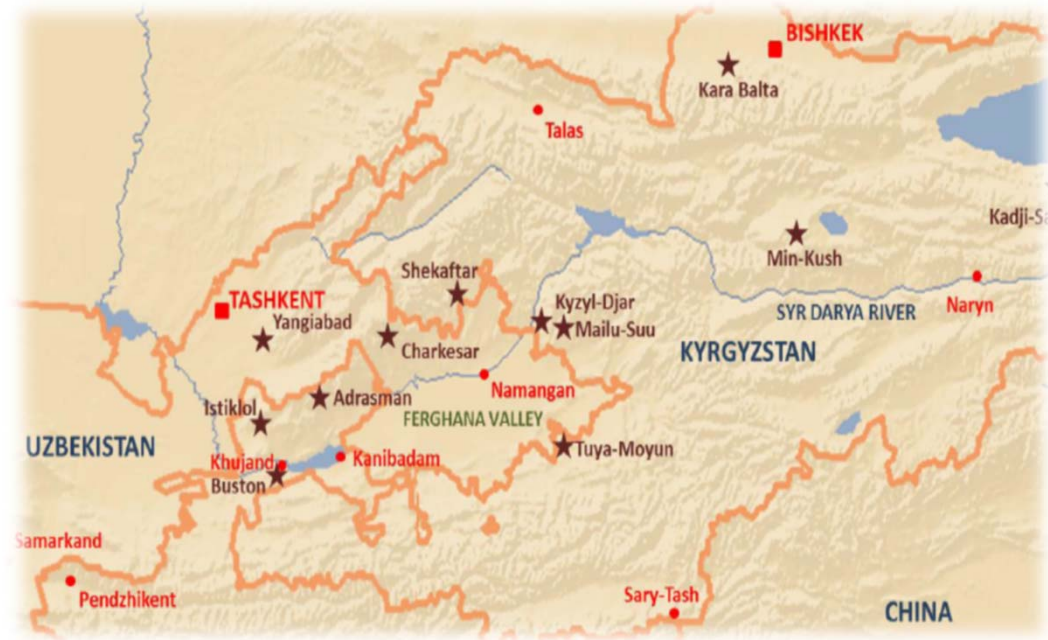 BISHKEK
Kara Balta
Talas
Kadji-Sa
Min-Kush
Shekaftar
Naryn
TASHKENT
Kyzyl-Djar
SYR DARYA RIVER
Yangiabad
Mailu-Suu
Charkesar
KYRGYZSTAN
Namangan
Adrasman
Istiklol
FERGHANA VALLEY
UZBEKISTAN
Tuya-Moyun
Khujand
Kanibadam
Buston
Samarkand
Pendzhikent
Sary-Tash
CHINA